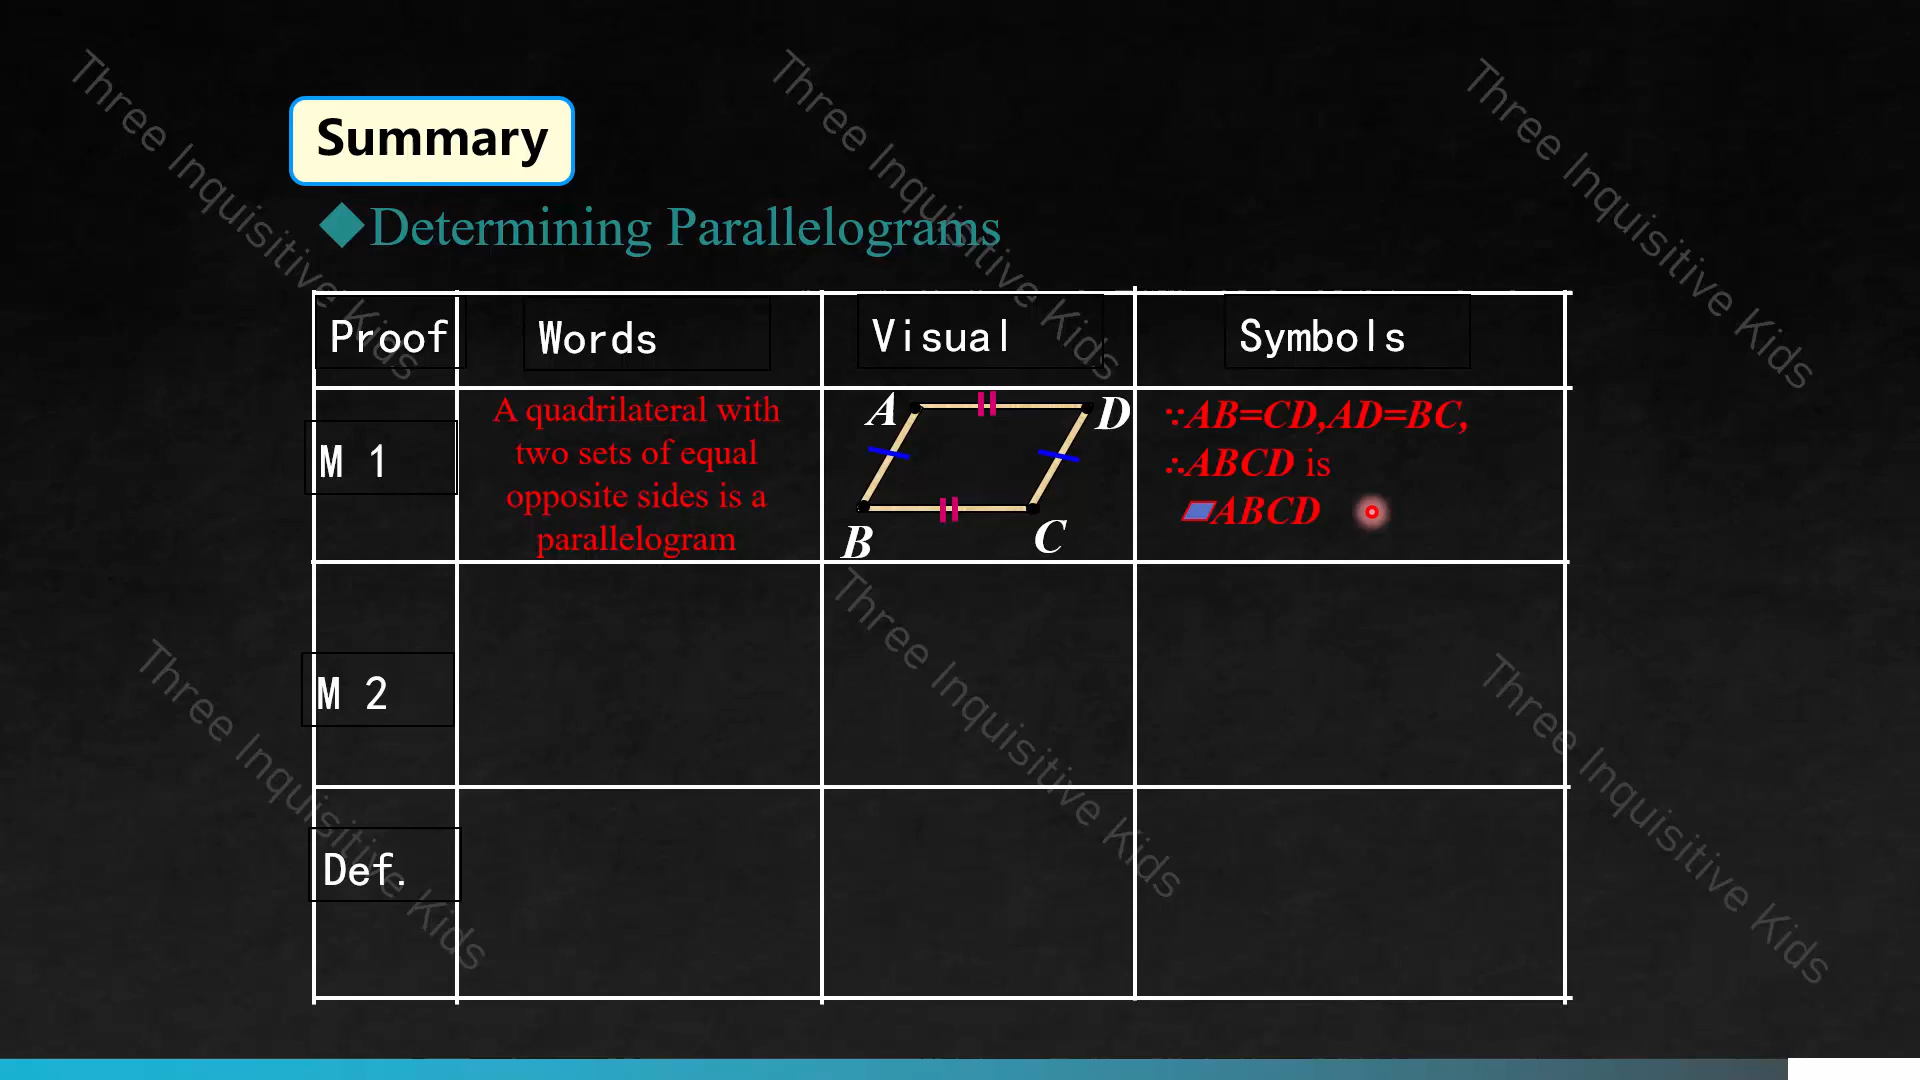 Summary
◆Determining Parallelograms
Proof
Words
Visual
Symbols
M 1
A quadrilateral with
two sets of equal
opposite sides is a
parallelogram
A
D
B
C
∵AB=CD,AD=BC,
∴ABCD is
▱ABCD
M 2
Def.
Three Inquisitive Kids
Three Inquisitive Kids
Three Inquisitive Kids
Three Inquisitive Kids
Three Inquisitive Kids
Three Inquisitive Kids